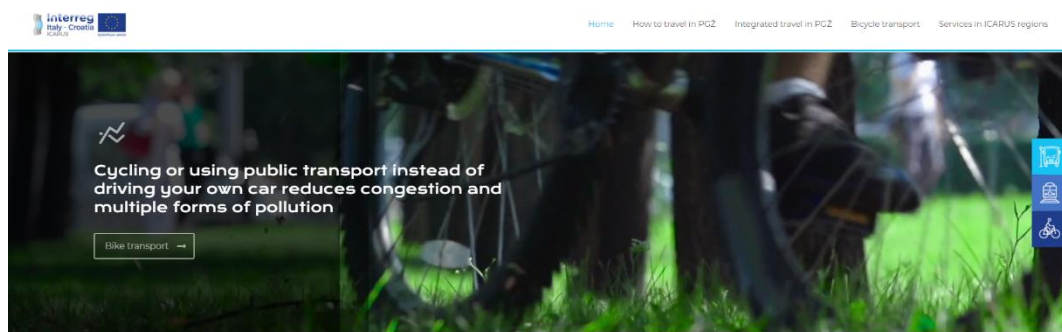 Interreg
Italy - Croatia
ICARUS
EUROPEAN UNION
Home
How to travel in PGŽ
Integrated travel in PGŽ
Bicycle transport
Services in ICARUS regions
Cycling or using public transport instead of
driving your own car reduces congestion and
multiple forms of pollution
Bike transport →